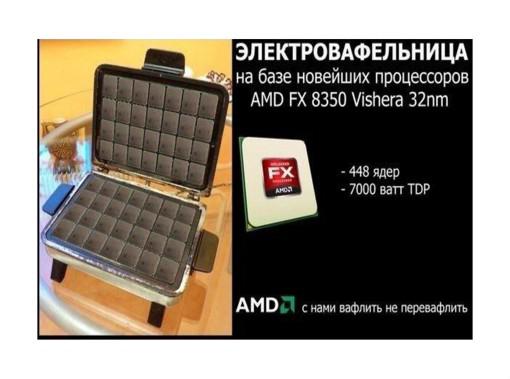 ЭЛЕКТРОВАФЕЛЬНИЦА
на базе новейших процессоров
AMD FX 8350 Vishera 32nm
FX
AMD
- 448 ядер
- 7000 ватт TDP
AMD с нами вафлить не перевафлить